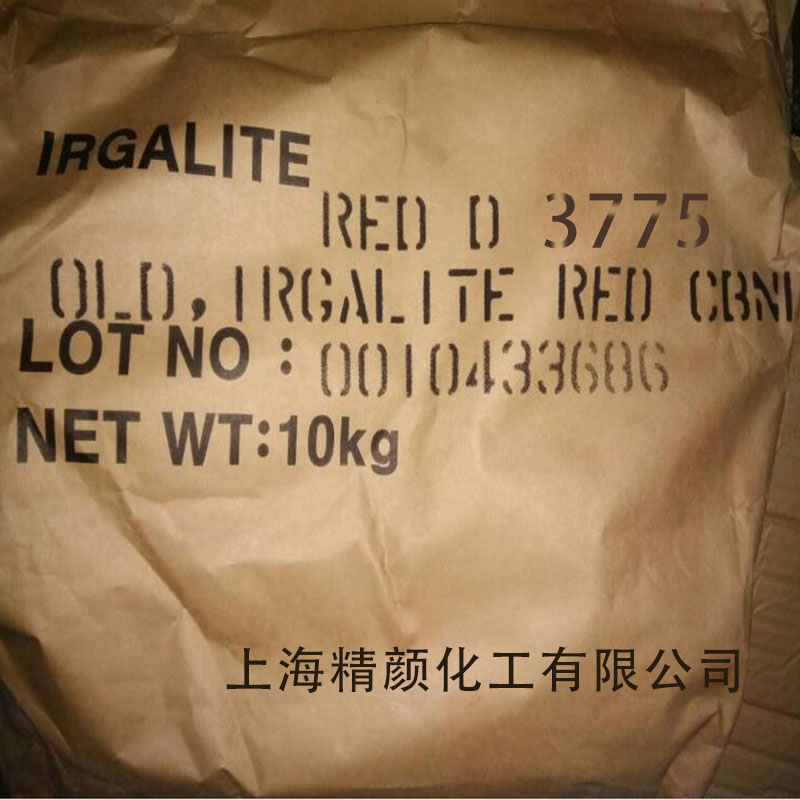 IRGALITE
RED D 3775
OLD, IRGALITE RED CBN
LOT NO : 0010433686
NET WT:10kg
上海精颜化工有限公司